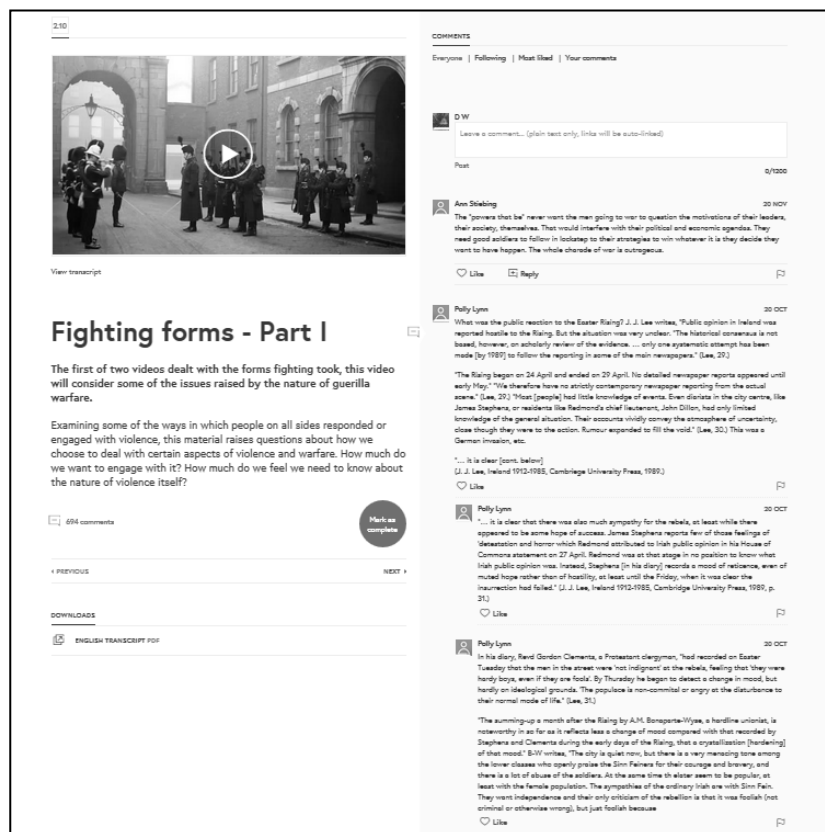 2.10
View transcript
Fighting forms - Part I
The first of two videos dealt with the forms fighting took, this video
will consider some of the issues raised by the nature of guerilla
warfare.
Examining some of the ways in which people on all sides responded or
engaged with violence, this material raises questions about how we
choose to deal with certain aspects of violence and warfare. How much do
we want to engage with it? How much do we feel we need to know about
the nature of violence itself?
694 comments
Mark as
complete
‹ PREVIOUS
NEXT ›
DOWNLOADS
ENGLISH TRANSCRIPT PDF
COMMENTS
Everyone | Following | Most liked | Your comments
D W
Leave a comment... (plain text only, links will be auto-linked)
Post
0/1200
Ann Stiebing
20 NOV
The "powers that be" never want the men going to war to question the motivations of their leaders,
their society, themselves. That would interfere with their political and economic agendas. They
need good soldiers to follow in lockstep to their strategies to win whatever it is they decide they
want to have happen. The whole charade of war is outrageous.
Like
Reply
Polly Lynn
20 OCT
What was the public reaction to the Easter Rising? J. J. Lee writes, "Public opinion in Ireland was
reported hostile to the Rising. But the situation was very unclear. "The historical consensus is not
based, however, on scholarly review of the evidence. ... only one systematic attempt has been
made [by 1989] to follow the reporting in some of the main newspapers." (Lee, 29.)
"The Rising began on 24 April and ended on 29 April. No detailed newspaper reports appeared until
early May." "We therefore have no strictly contemporary newspaper reporting from the actual
scene." (Lee, 29.) "Most [people] had little knowledge of events. Even diarists in the city centre, like
James Stephens, or residents like Redmond's chief lieutenant, John Dillon, had only limited
knowledge of the general situation. Their accounts vividly convey the atmosphere of uncertainty,
close though they were to the action. Rumour expanded to fill the void." (Lee, 30.) This was a
German invasion, etc.
"... it is clear [cont. below]
(J. J. Lee, Ireland 1912-1985, Cambriege University Press, 1989.)
Like
Polly Lynn
20 OCT
"... it is clear that there was also much sympathy for the rebels, at least while there
appeared to be some hope of success. James Stephens reports few of those feelings of
'detestation and horror which Redmond attributed to Irish public opinion in his House of
Commons statement on 27 April. Redmond was at that stage in no position to know what
Irish public opinion was. Instead, Stephens [in his diary] records a mood of reticence, even of
muted hope rather than of hostility, at least until the Friday, when it was clear the
insurrection had failed." (J. J. Lee, Ireland 1912-1985, Cambridge University Press, 1989, p.
31.)
Like
Polly Lynn
20 OCT
In his diary, Revd Gordon Clements, a Protestant clergyman, "had recorded on Easter
Tuesday that the men in the street were 'not indignant' at the rebels, feeling that 'they were
hardy boys, even if they are fools'. By Thursday he began to detect a change in mood, but
hardly on ideological grounds. 'The populace is non-commital or angry at the disturbance to
their normal mode of life." (Lee, 31.)
"The summing-up a month after the Rising by A.M. Bonaparte-Wyse, a hardline unionist, is
noteworthy in so far as it reflects less a change of mood compared with that recorded by
Stephens and Clements during the early days of the Rising, that a crystallization [hardening]
of that mood." B-W writes, "The city is quiet now, but there is a very menacing tone among
the lower classes who openly praise the Sinn Feiners for their courage and bravery, and
there is a lot of abuse of the soldiers. At the same time th elater seem to be popular, at
least with the female population. The sympathies of the ordinary Irish are with Sinn Fein.
They want independence and their only criticism of the rebellion is that it was foolish (not
criminal or otherwise wrong), but just foolish because
Like